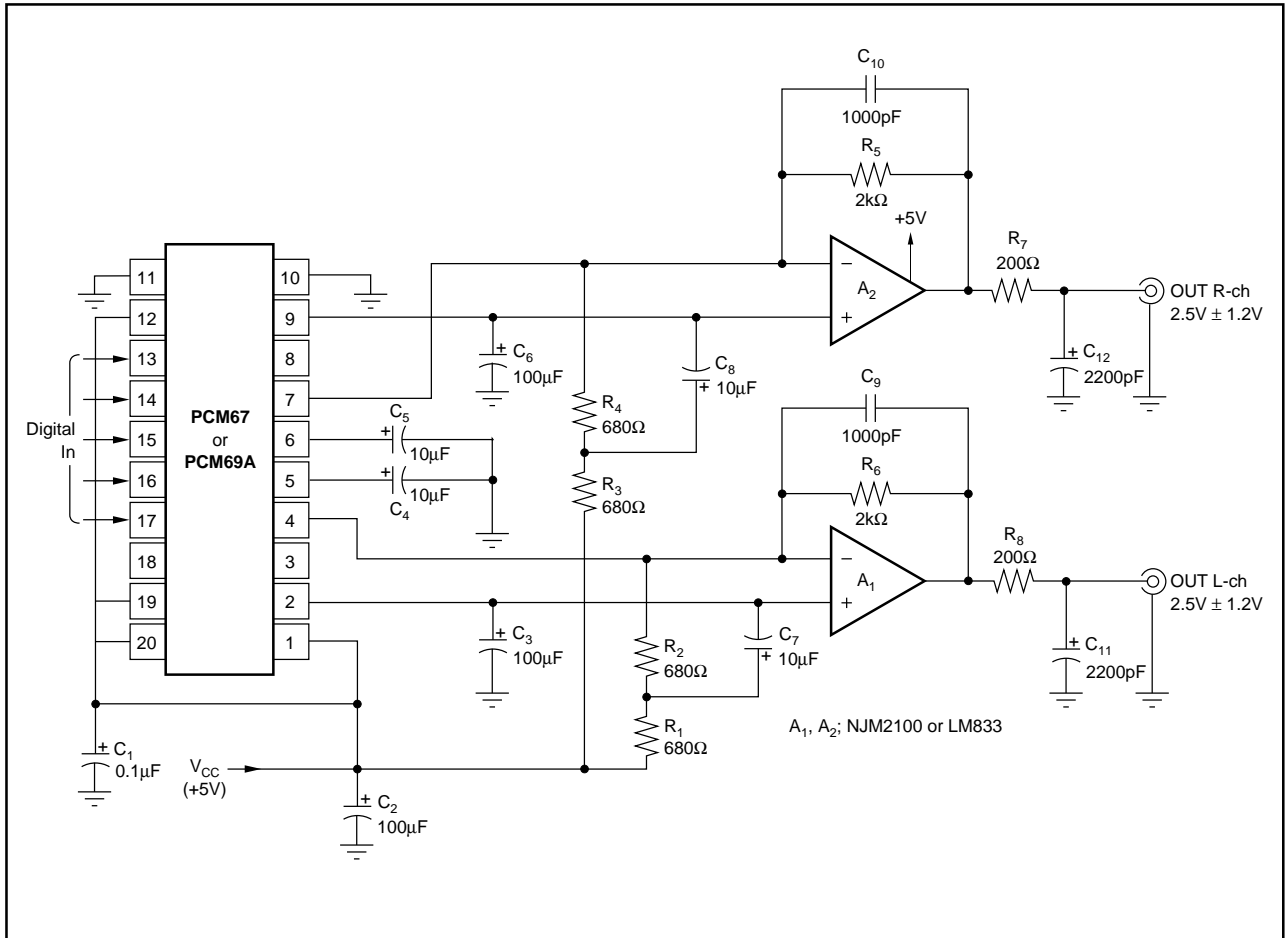 C10
1000pF
R5
2kΩ
+5V
R7
200Ω
11
10
−
A2
+
OUT R-ch
2.5V ± 1.2V
12
9
+
C6
100µF
C8
+ 10µF
+
C12
2200pF
13
8
14
7
PCM67
or
PCM69A
Digital
In
15
6
C5
+
10µF
R4
680Ω
C9
1000pF
16
5
+
10µF
C4
R3
680Ω
R6
2kΩ
17
4
R8
200Ω
18
3
−
A1
+
OUT L-ch
2.5V ± 1.2V
19
2
20
1
+
C3
100µF
R2
680Ω
C7
+ 10µF
+
C11
2200pF
R1
680Ω
A1, A2; NJM2100 or LM833
+
C1
0.1µF
VCC
(+5V)
+
C2
100µF